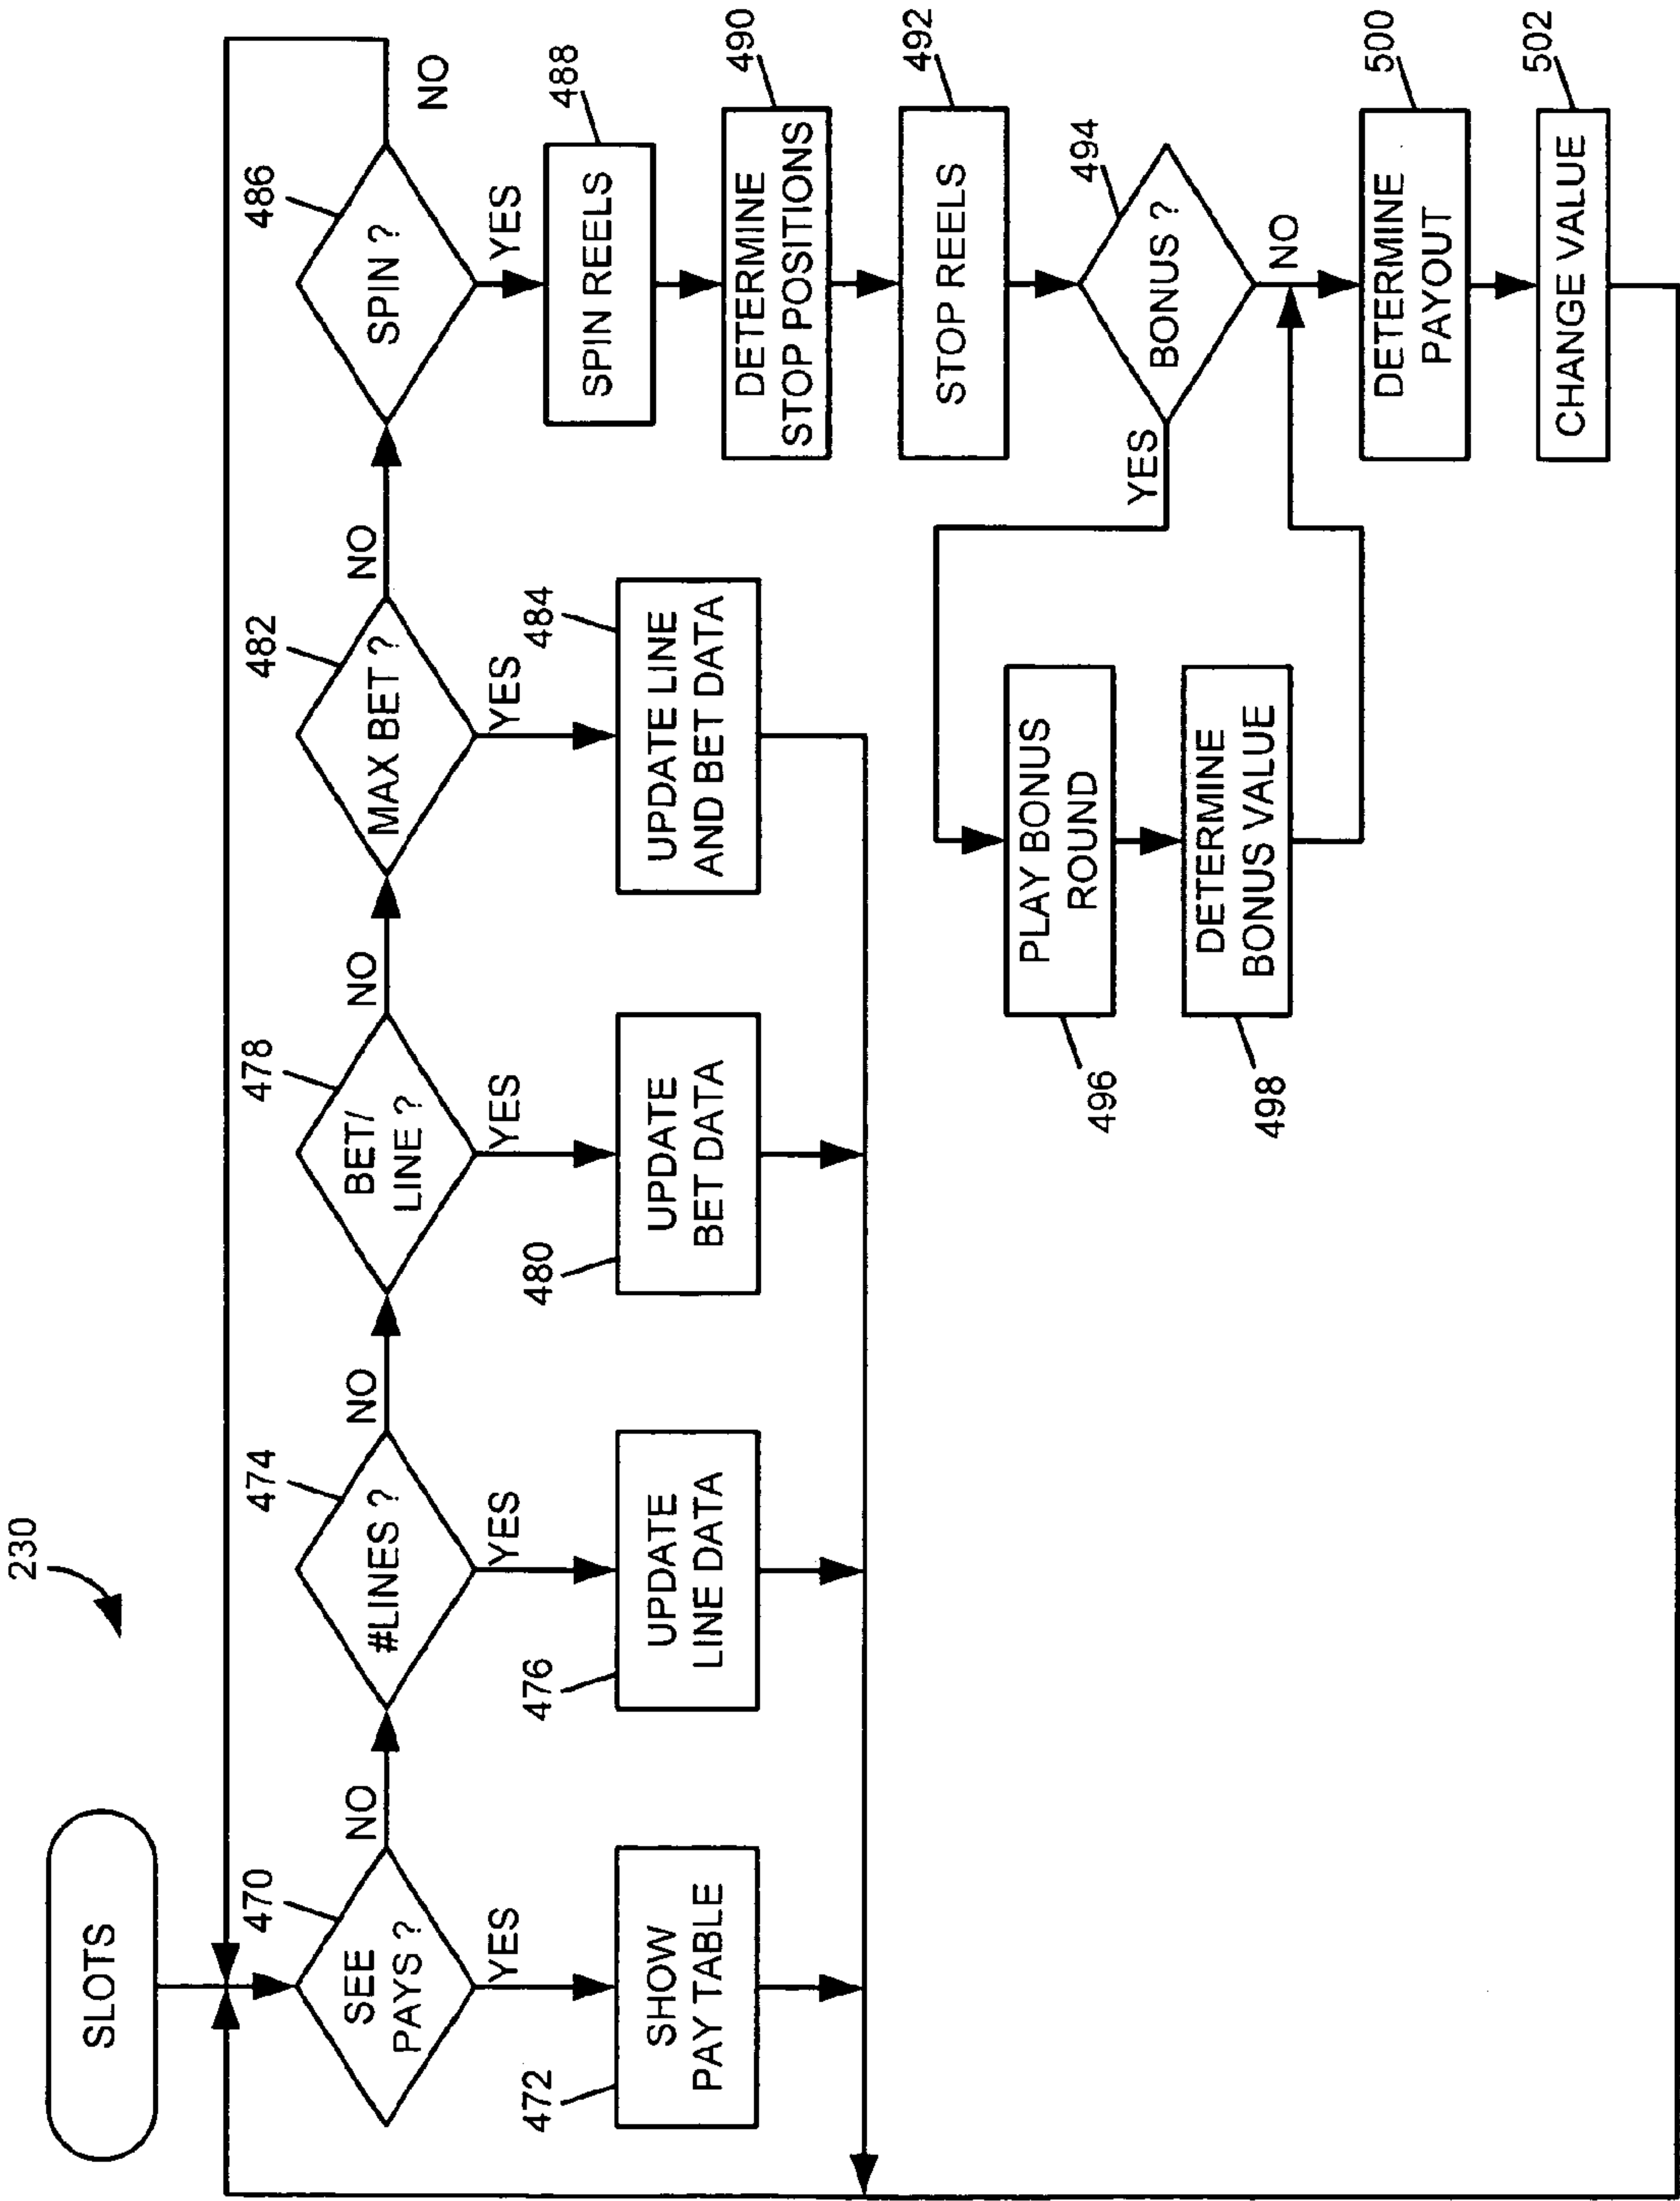 230
SLOTS
470
SEE
PAYS ?
NO
YES
472
SHOW
PAY TABLE
474
#LINES ?
NO
YES
476
UPDATE
LINE DATA
478
BET/
LINE ?
NO
YES
480
UPDATE
BET DATA
482
MAX BET ?
NO
YES
484
UPDATE LINE
AND BET DATA
486
SPIN ?
NO
YES
488
SPIN REELS
490
DETERMINE
STOP POSITIONS
492
STOP REELS
494
BONUS ?
YES
NO
496
PLAY BONUS
ROUND
498
DETERMINE
BONUS VALUE
500
DETERMINE
PAYOUT
502
CHANGE VALUE